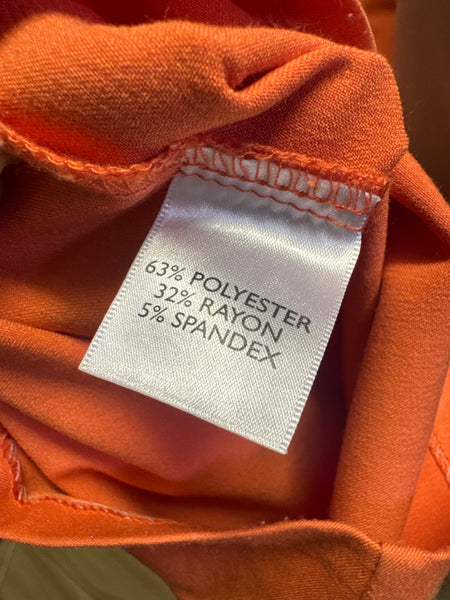 63% POLYESTER
32% RAYON
5% SPANDEX